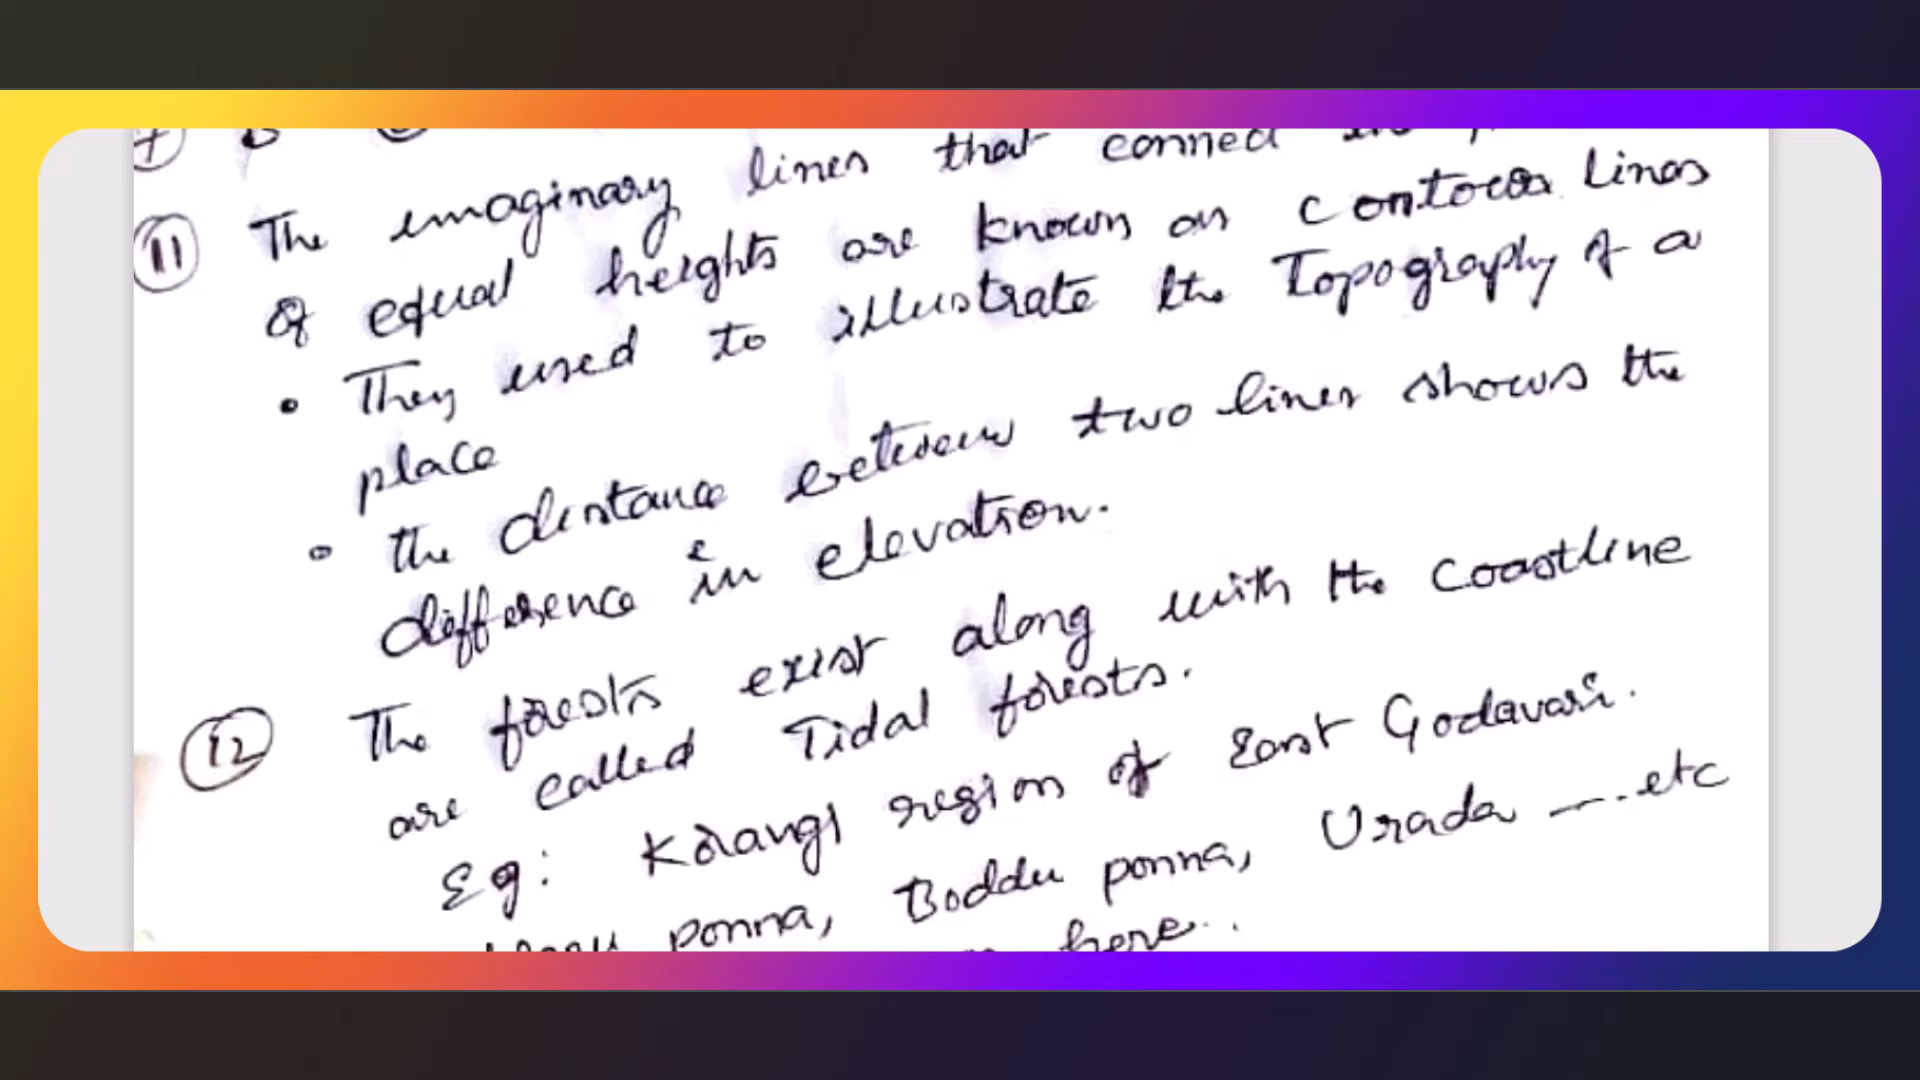 11 The imaginary lines that connect
of equal heights are known as contour Lines
• They used to illustrate the Topography of a
place
• the distance between two lines shows the
difference in elevation.
12 The forests exist along with the coastline
are called Tidal forests.
Eg: Korangi region of East Godavari.
ponna, Boddu ponna, Urada ---.etc
here..